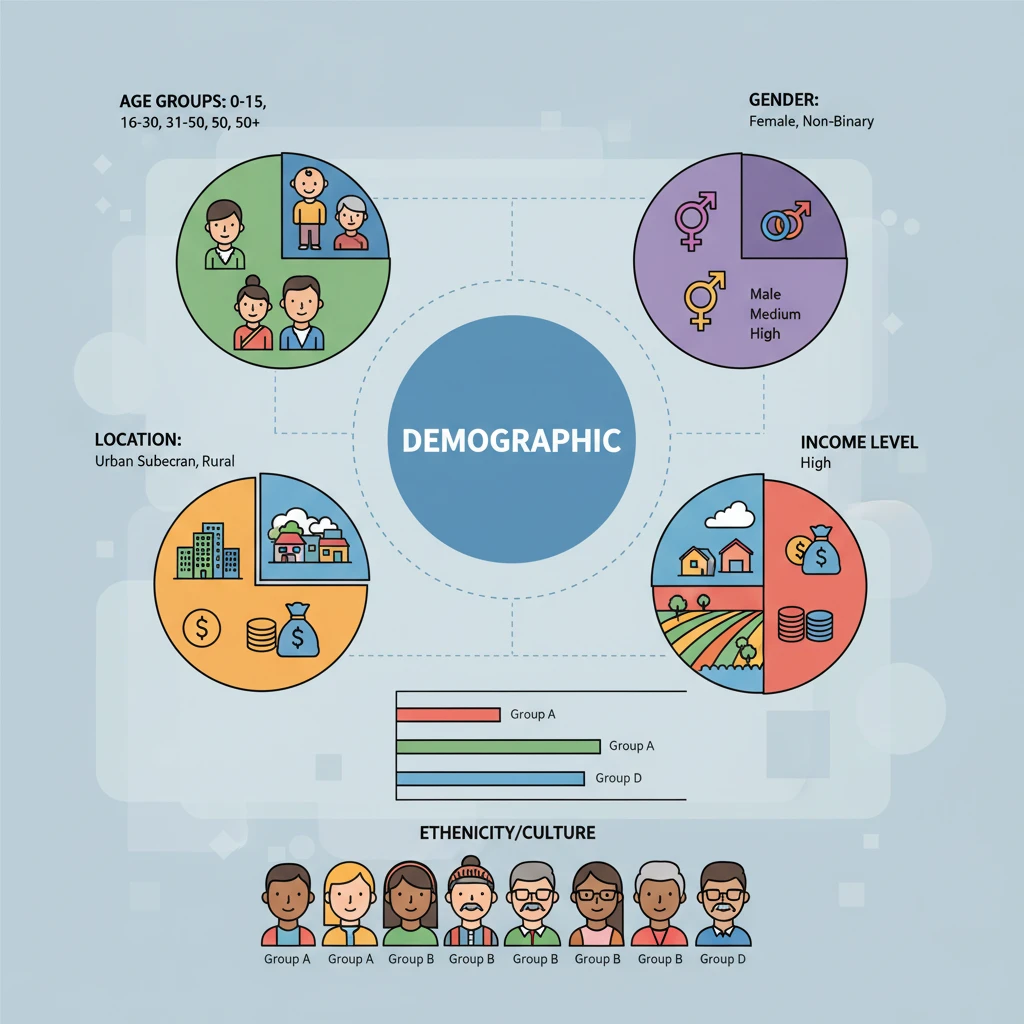 AGE GROUPS: 0-15,
16-30, 31-50, 50, 50+
GENDER:
Female, Non-Binary
Male
Medium
High
DEMOGRAPHIC
LOCATION:
Urban Subecran, Rural
INCOME LEVEL
High
$
$
$
$
Group A
Group A
Group D
ETHENICITY/CULTURE
Group A
Group A
Group B
Group B
Group B
Group B
Group B
Group D